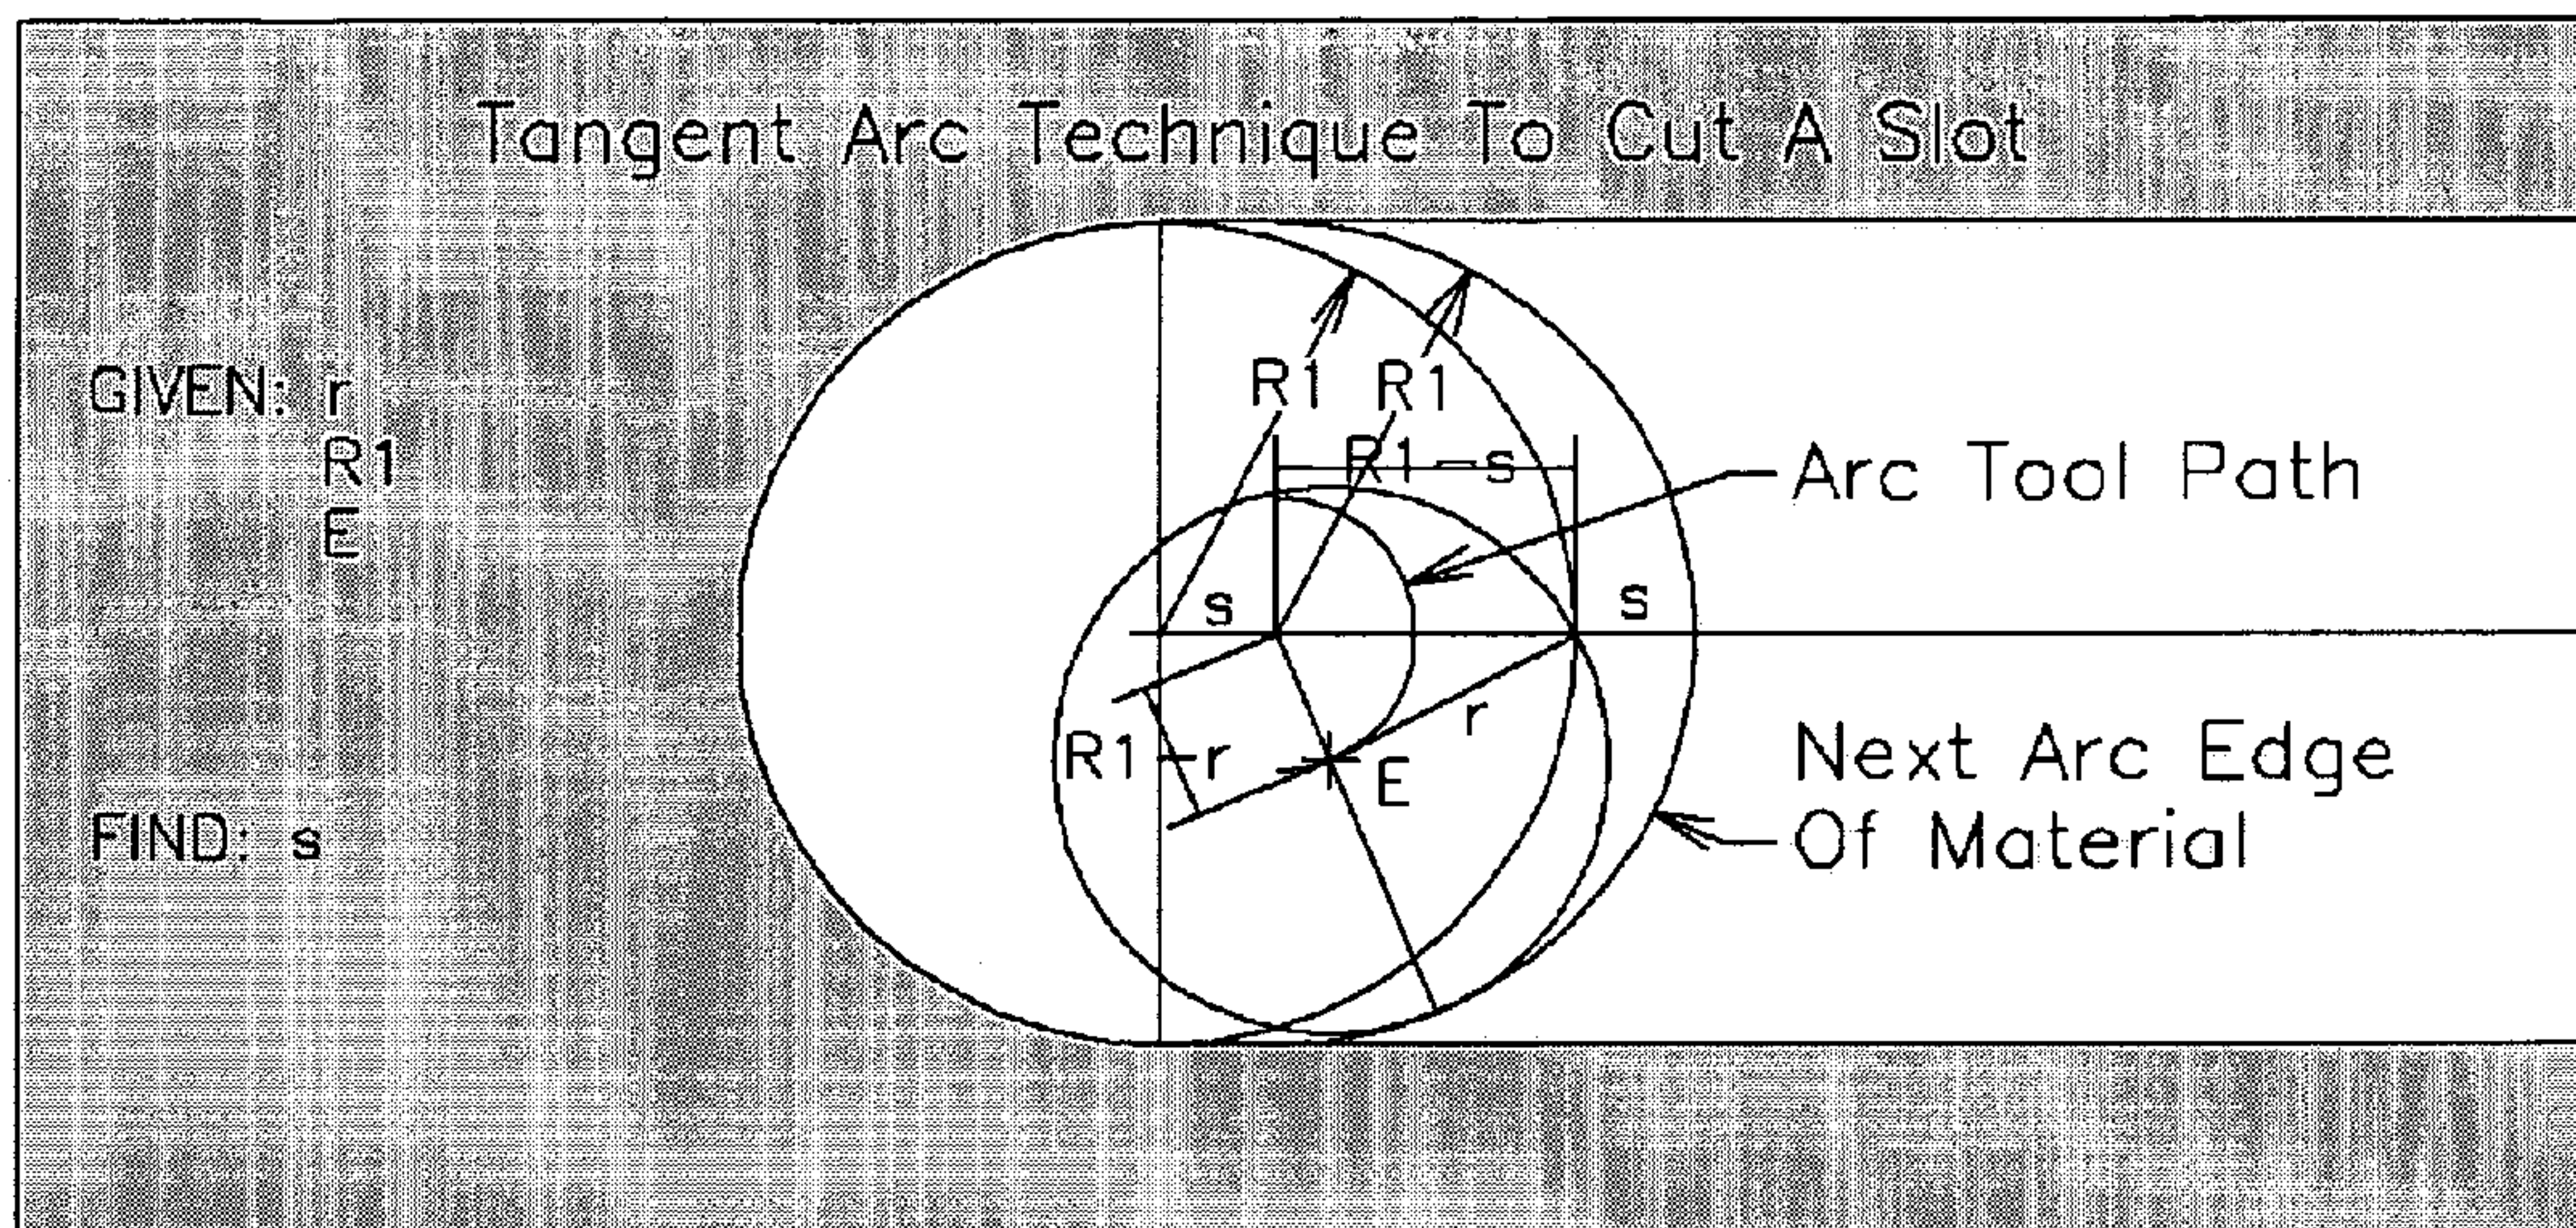 Tangent Arc Technique To Cut A Slot
GIVEN: r
R1
E
R1 R1
R1-s
Arc Tool Path
s s
r
R1-r
E
Next Arc Edge
Of Material
FIND: s